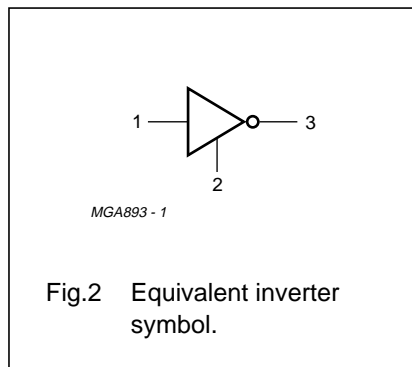 1
3
2
MGA893 - 1
Fig.2 Equivalent inverter
symbol.